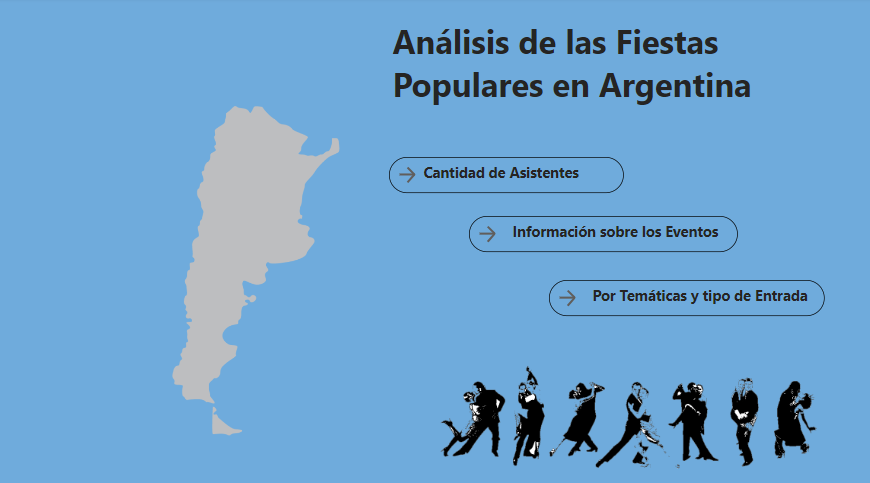 Análisis de las Fiestas
Populares en Argentina
Cantidad de Asistentes
Información sobre los Eventos
Por Temáticas y tipo de Entrada